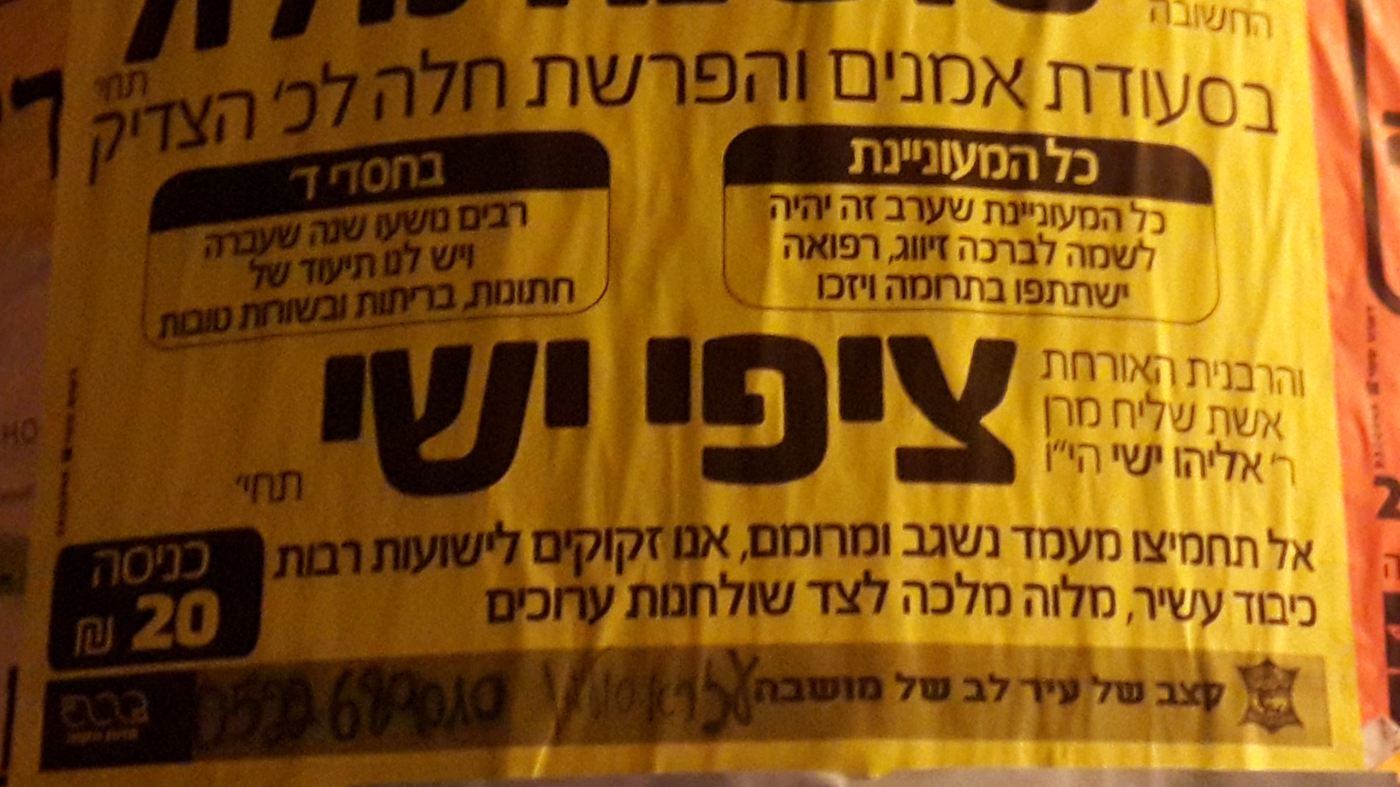 החשובה
תחי'
בסעודת אמנים והפרשת חלה לכ' הצדיק
כל המעוניינת
כל המעוניינת שערב זה יהיה
לשמה לברכה זיווג, רפואה
ישתתפו בתרומה ויזכו
בחסדי ד'
רבים נושעו שנה שעברה
ויש לנו תיעוד של
חתונות, בריתות ובשורות טובות
והרבנית האורחת
אשת שליח מרן
ר' אליהו ישי הי"ו
ציפי ישי
תחי'
אל תחמיצו מעמד נשגב ומרומם, אנו זקוקים לישועות רבות
כיבוד עשיר, מלוה מלכה לצד שולחנות ערוכים
כניסה
20 ₪
קצב של עיר לב של מושבה